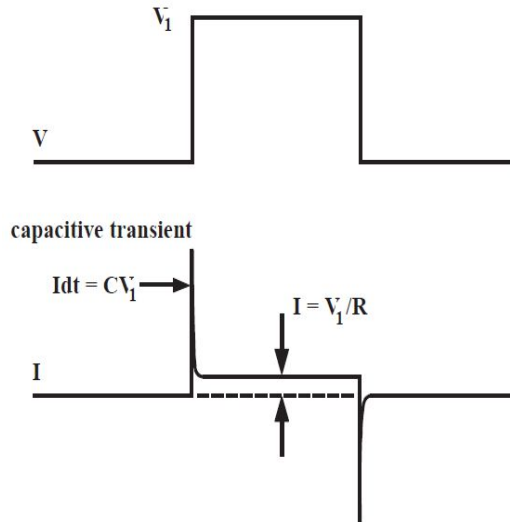 V₁
V
capacitive transient
Idt = CV₁
I = V₁/R
I